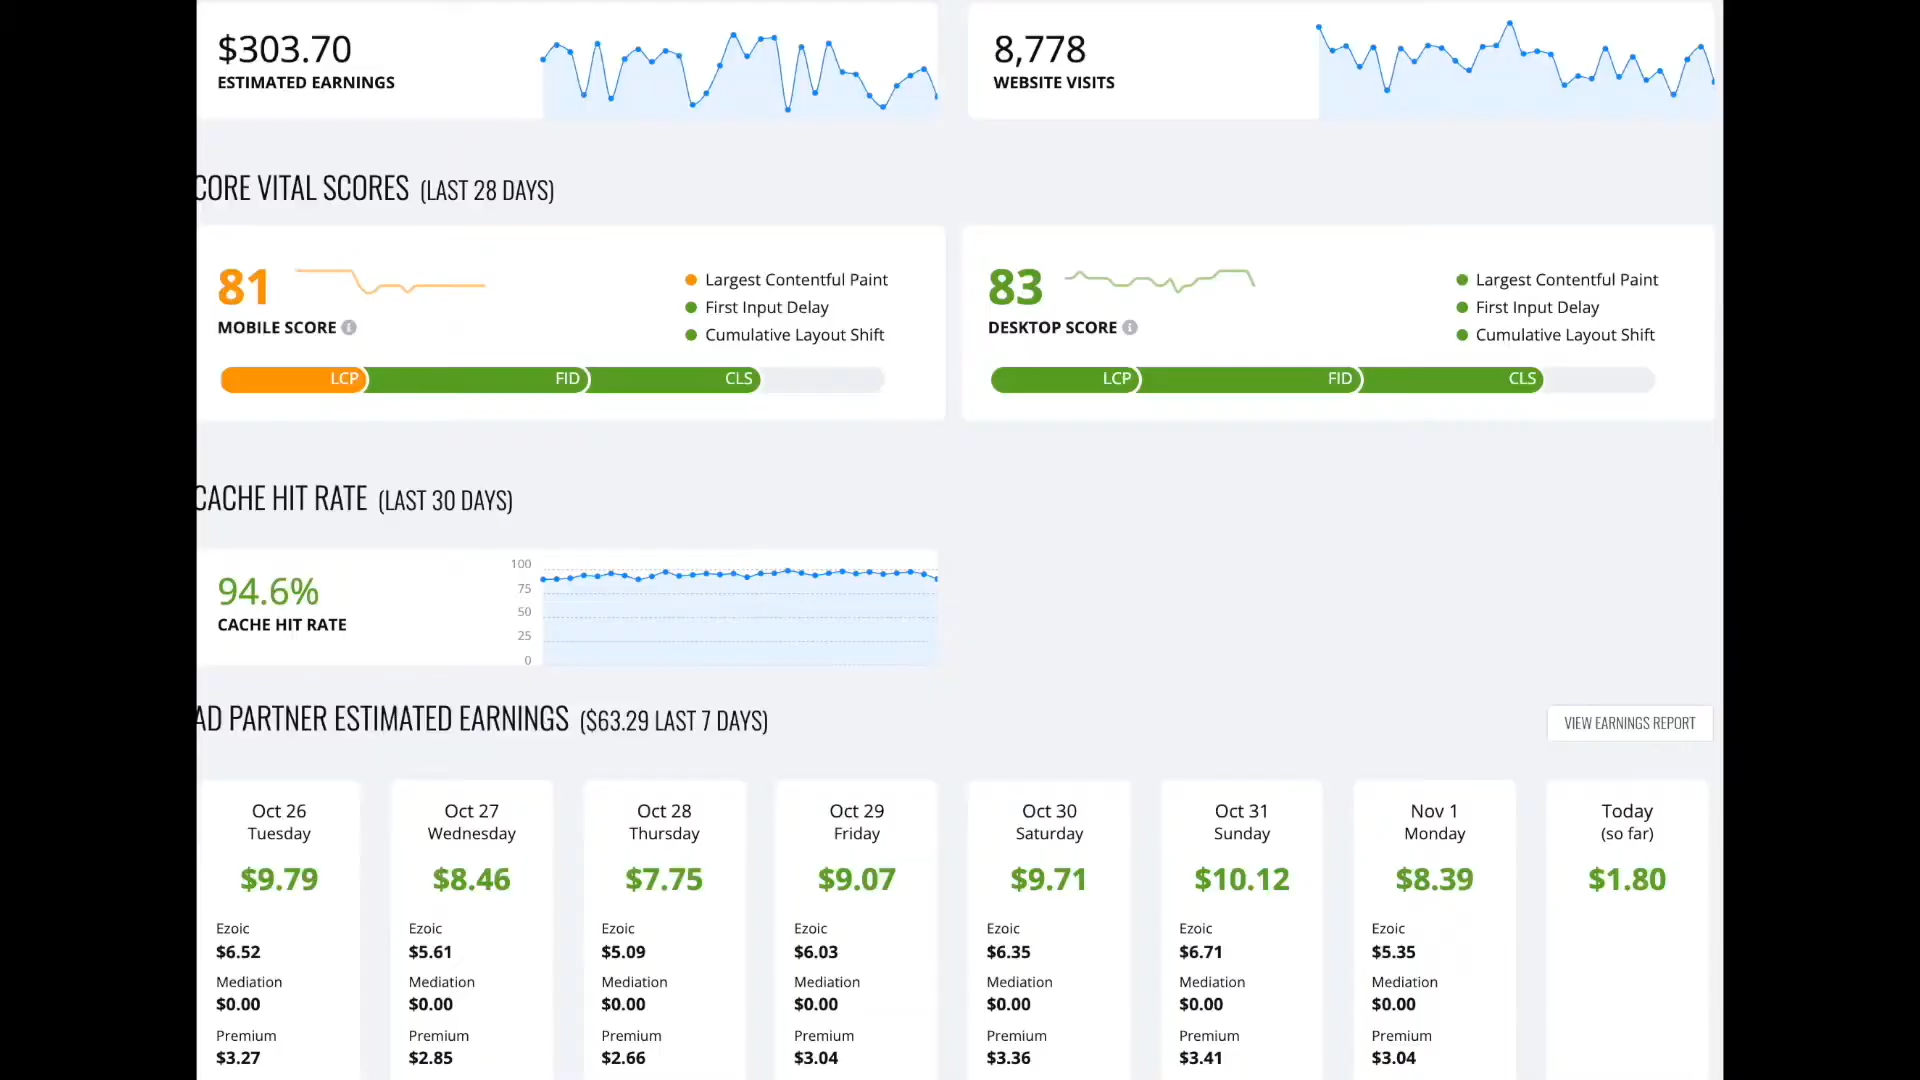 $303.70
ESTIMATED EARNINGS
8,778
WEBSITE VISITS
CORE VITAL SCORES (LAST 28 DAYS)
81
MOBILE SCORE
Largest Contentful Paint
First Input Delay
Cumulative Layout Shift
LCP FID CLS
83
DESKTOP SCORE
Largest Contentful Paint
First Input Delay
Cumulative Layout Shift
LCP FID CLS
CACHE HIT RATE (LAST 30 DAYS)
94.6%
CACHE HIT RATE
100
75
50
25
0
AD PARTNER ESTIMATED EARNINGS ($63.29 LAST 7 DAYS)
VIEW EARNINGS REPORT
Oct 26
Tuesday
$9.79
Ezoic
$6.52
Mediation
$0.00
Premium
$3.27
Oct 27
Wednesday
$8.46
Ezoic
$5.61
Mediation
$0.00
Premium
$2.85
Oct 28
Thursday
$7.75
Ezoic
$5.09
Mediation
$0.00
Premium
$2.66
Oct 29
Friday
$9.07
Ezoic
$6.03
Mediation
$0.00
Premium
$3.04
Oct 30
Saturday
$9.71
Ezoic
$6.35
Mediation
$0.00
Premium
$3.36
Oct 31
Sunday
$10.12
Ezoic
$6.71
Mediation
$0.00
Premium
$3.41
Nov 1
Monday
$8.39
Ezoic
$5.35
Mediation
$0.00
Premium
$3.04
Today
(so far)
$1.80